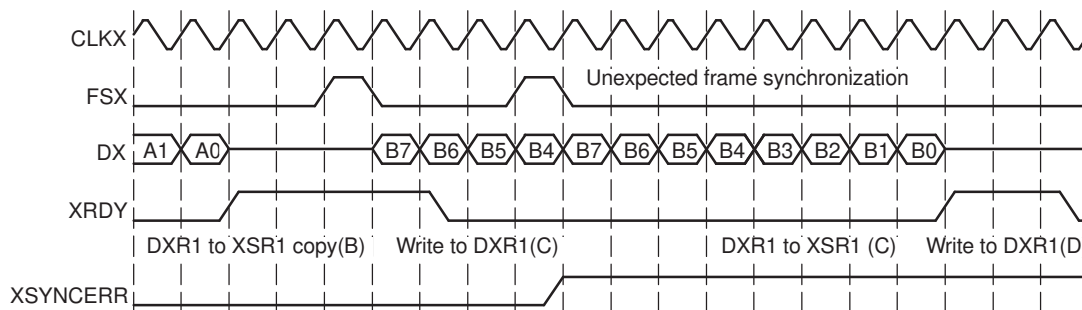 CLKX
Unexpected frame synchronization
FSX
DX A1 A0 B7 B6 B5 B4 B7 B6 B5 B4 B3 B2 B1 B0
XRDY
DXR1 to XSR1 copy(B) Write to DXR1(C) DXR1 to XSR1 (C) Write to DXR1(D
XSYNCERR